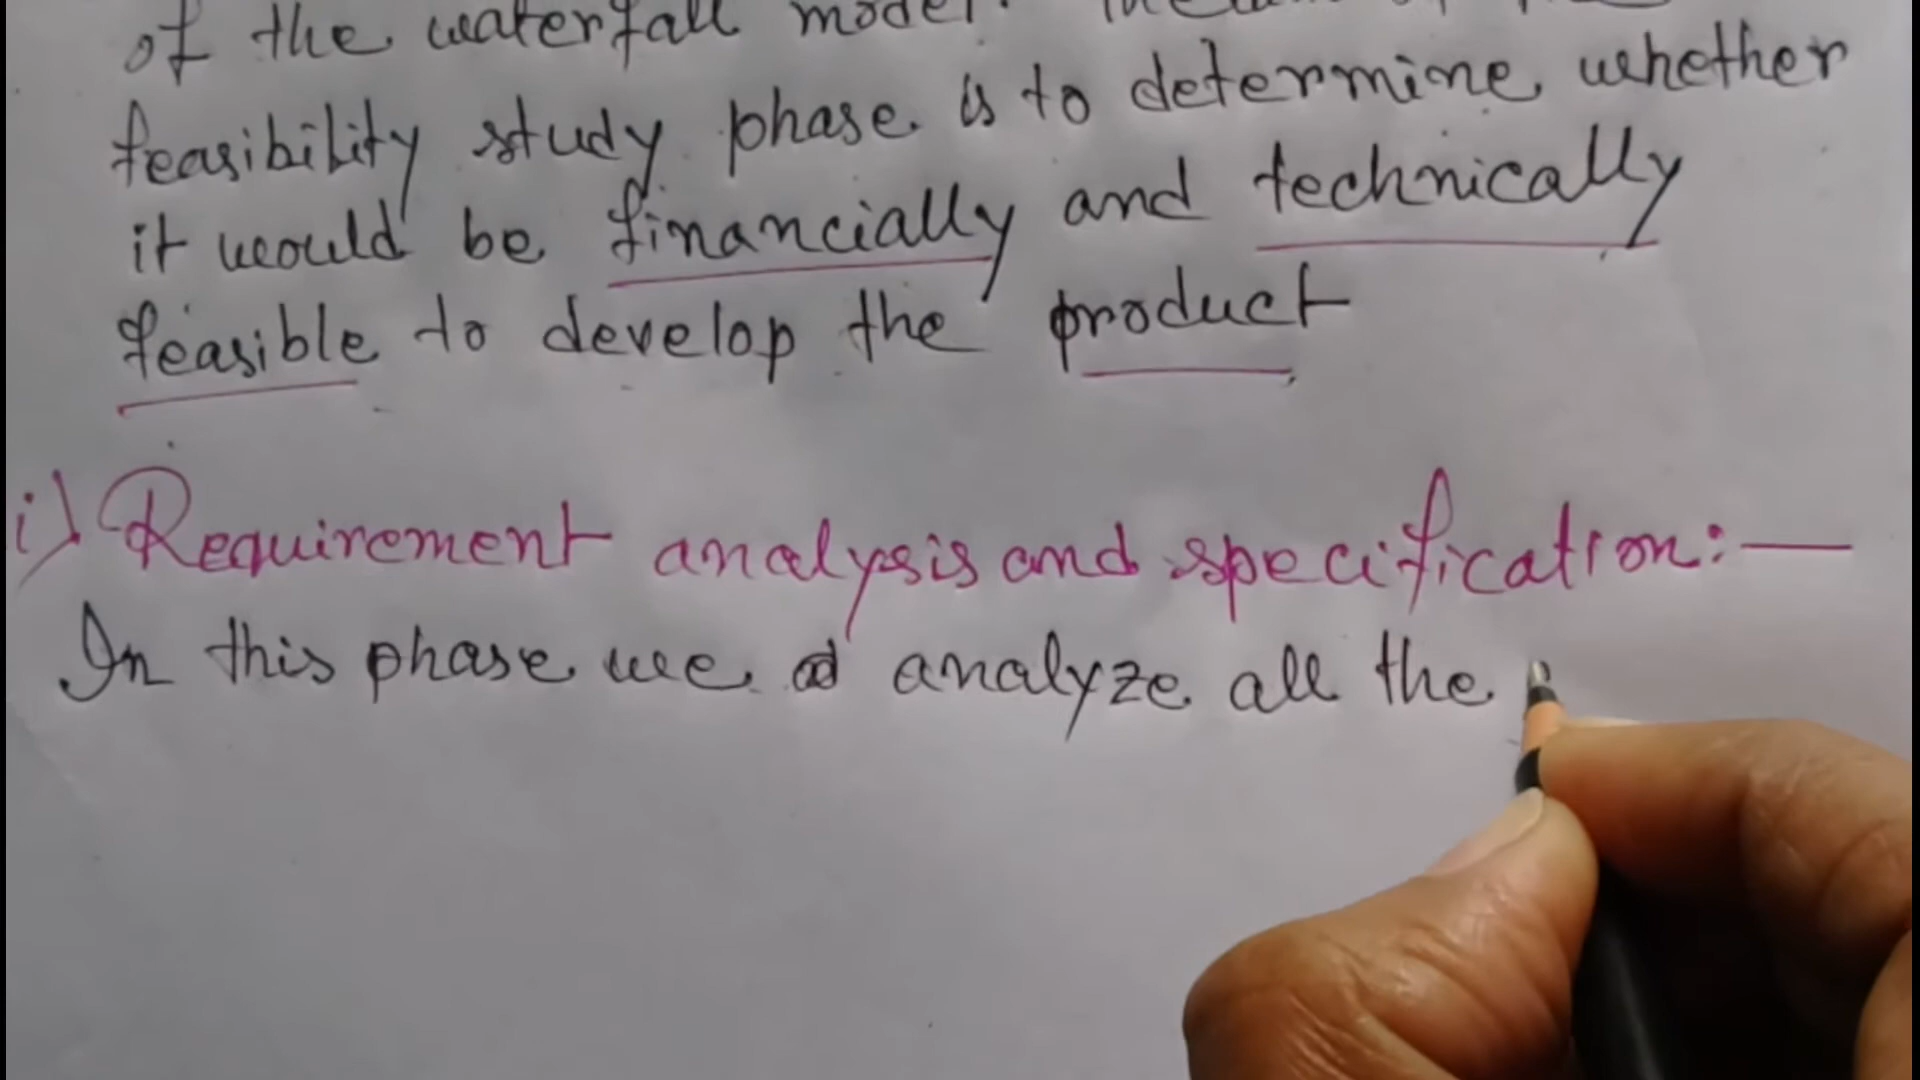 of the waterfall model.
feasibility study phase is to determine whether
it would be financially and technically
feasible to develop the product
i) Requirement analysis and specification:—
In this phase we analyze all the